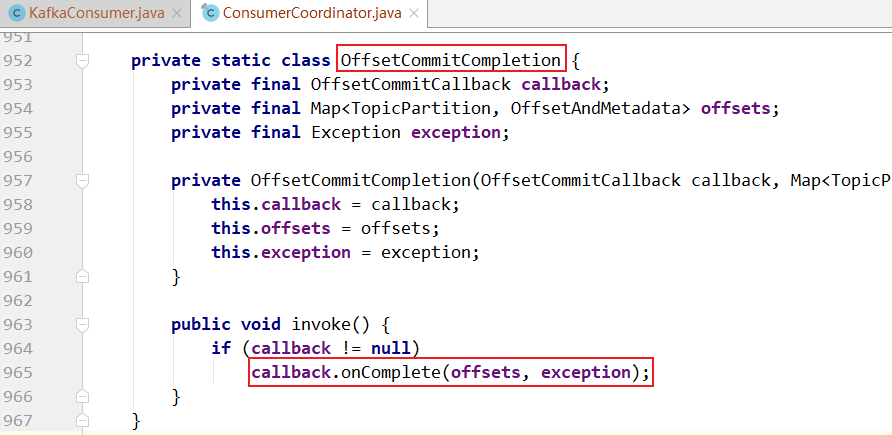 KafkaConsumer.java × ConsumerCoordinator.java ×
951
952 private static class OffsetCommitCompletion {
953 private final OffsetCommitCallback callback;
954 private final Map<TopicPartition, OffsetAndMetadata> offsets;
955 private final Exception exception;
956
957 private OffsetCommitCompletion(OffsetCommitCallback callback, Map<TopicP
958 this.callback = callback;
959 this.offsets = offsets;
960 this.exception = exception;
961 }
962
963 public void invoke() {
964 if (callback != null)
965 callback.onComplete(offsets, exception);
966 }
967 }